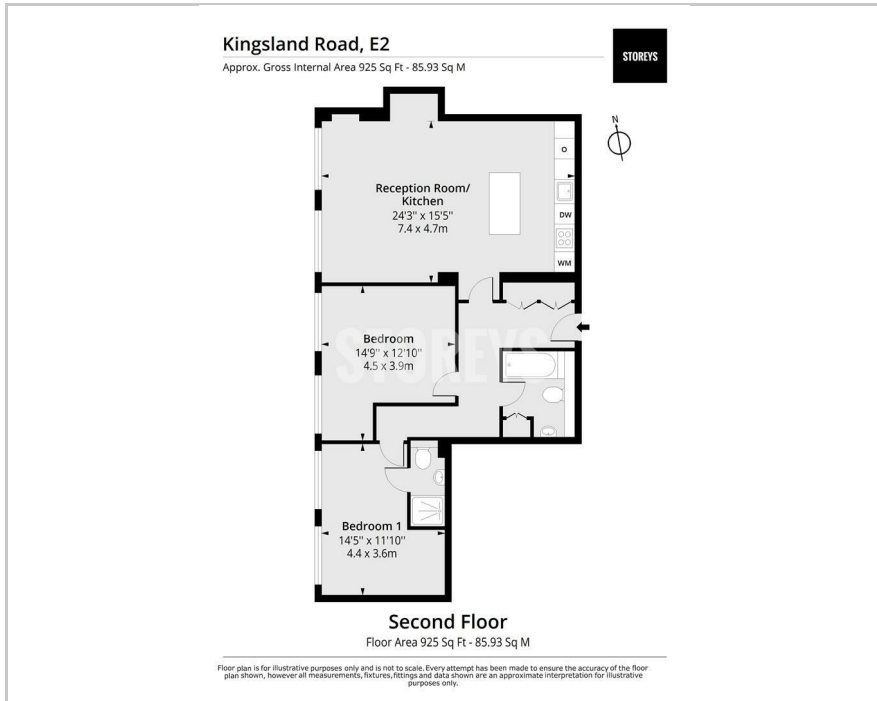 Kingsland Road, E2
Approx. Gross Internal Area 925 Sq Ft - 85.93 Sq M
STOREYS
N
O
Reception Room/
Kitchen
24'3" x 15'5"
7.4 x 4.7m
DW
WM
STOREYS
Bedroom
14'9" x 12'10"
4.5 x 3.9m
Bedroom 1
14'5" x 11'10"
4.4 x 3.6m
Second Floor
Floor Area 925 Sq Ft - 85.93 Sq M
Floor plan is for illustrative purposes only and is not to scale. Every attempt has been made to ensure the accuracy of the floor
plan shown, however all measurements, fixtures, fittings and data shown are an approximate interpretation for illustrative
purposes only.